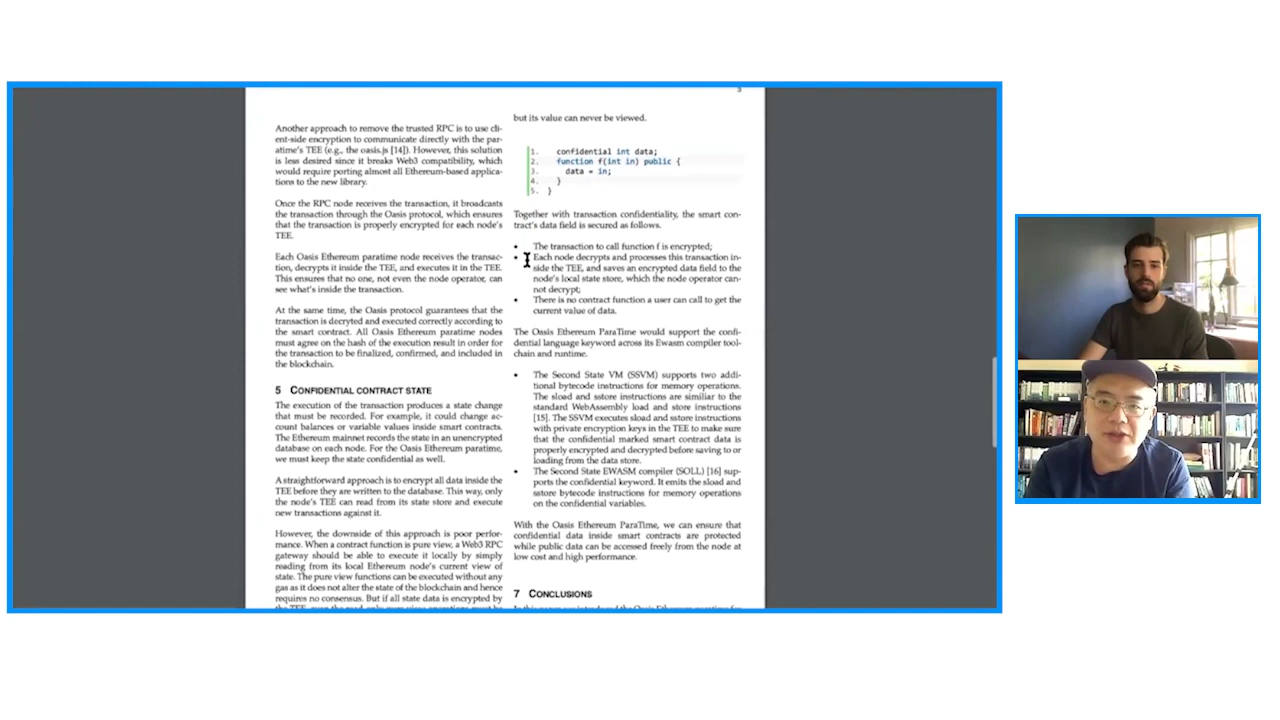 Another approach to remove the trusted RPC is to use cli-
ent-side encryption to communicate directly with the par-
atime's TEE (e.g., the oasis.js [14]). However, this solution
is less desired since it breaks Web3 compatibility, which
would require porting almost all Ethereum-based applica-
tions to the new library.
Once the RPC node receives the transaction, it broadcasts
the transaction through the Oasis protocol, which ensures
that the transaction is properly encrypted for each node's
TEE.
Each Oasis Ethereum paratime node receives the transac-
tion, decrypts it inside the TEE, and executes it in the TEE.
This ensures that no one, not even the node operator, can
see what's inside the transaction.
At the same time, the Oasis protocol guarantees that the
transaction is decryted and executed correctly according to
the smart contract. All Oasis Ethereum paratime nodes
must agree on the hash of the execution result in order for
the transaction to be finalized, confirmed, and included in
the blockchain.
5 CONFIDENTIAL CONTRACT STATE
The execution of the transaction produces a state change
that must be recorded. For example, it could change ac-
count balances or variable values inside smart contracts.
The Ethereum mainnet records the state in an unencrypted
database on each node. For the Oasis Ethereum paratime,
we must keep the state confidential as well.
A straightforward approach is to encrypt all data inside the
TEE before they are written to the database. This way, only
the node's TEE can read from its state store and execute
new transactions against it.
However, the downside of this approach is poor perfor-
mance. When a contract function is pure view, a Web3 RPC
gateway should be able to execute it locally by simply
reading from its local Ethereum node's current view of
state. The pure view functions can be executed without any
gas as it does not alter the state of the blockchain and hence
requires no consensus. But if all state data is encrypted by
but its value can never be viewed.
1. confidential int data;
2. function f(int in) public {
3. data = in;
4. }
5. }
Together with transaction confidentiality, the smart con-
tract's data field is secured as follows.
• The transaction to call function f is encrypted;
• Each node decrypts and processes this transaction in-
side the TEE, and saves an encrypted data field to the
node's local state store, which the node operator can-
not decrypt;
• There is no contract function a user can call to get the
current value of data.
The Oasis Ethereum ParaTime would support the confi-
dential language keyword across its Ewasm compiler tool-
chain and runtime.
• The Second State VM (SSVM) supports two addi-
tional bytecode instructions for memory operations.
The sload and sstore instructions are similiar to the
standard WebAssembly load and store instructions
[15]. The SSVM executes sload and sstore instructions
with private encryption keys in the TEE to make sure
that the confidential marked smart contract data is
properly encrypted and decrypted before saving to or
loading from the data store.
• The Second State EWASM compiler (SOLL) [16] sup-
ports the confidential keyword. It emits the sload and
sstore bytecode instructions for memory operations
on the confidential variables.
With the Oasis Ethereum ParaTime, we can ensure that
confidential data inside smart contracts are protected
while public data can be accessed freely from the node at
low cost and high performance.
7 CONCLUSIONS